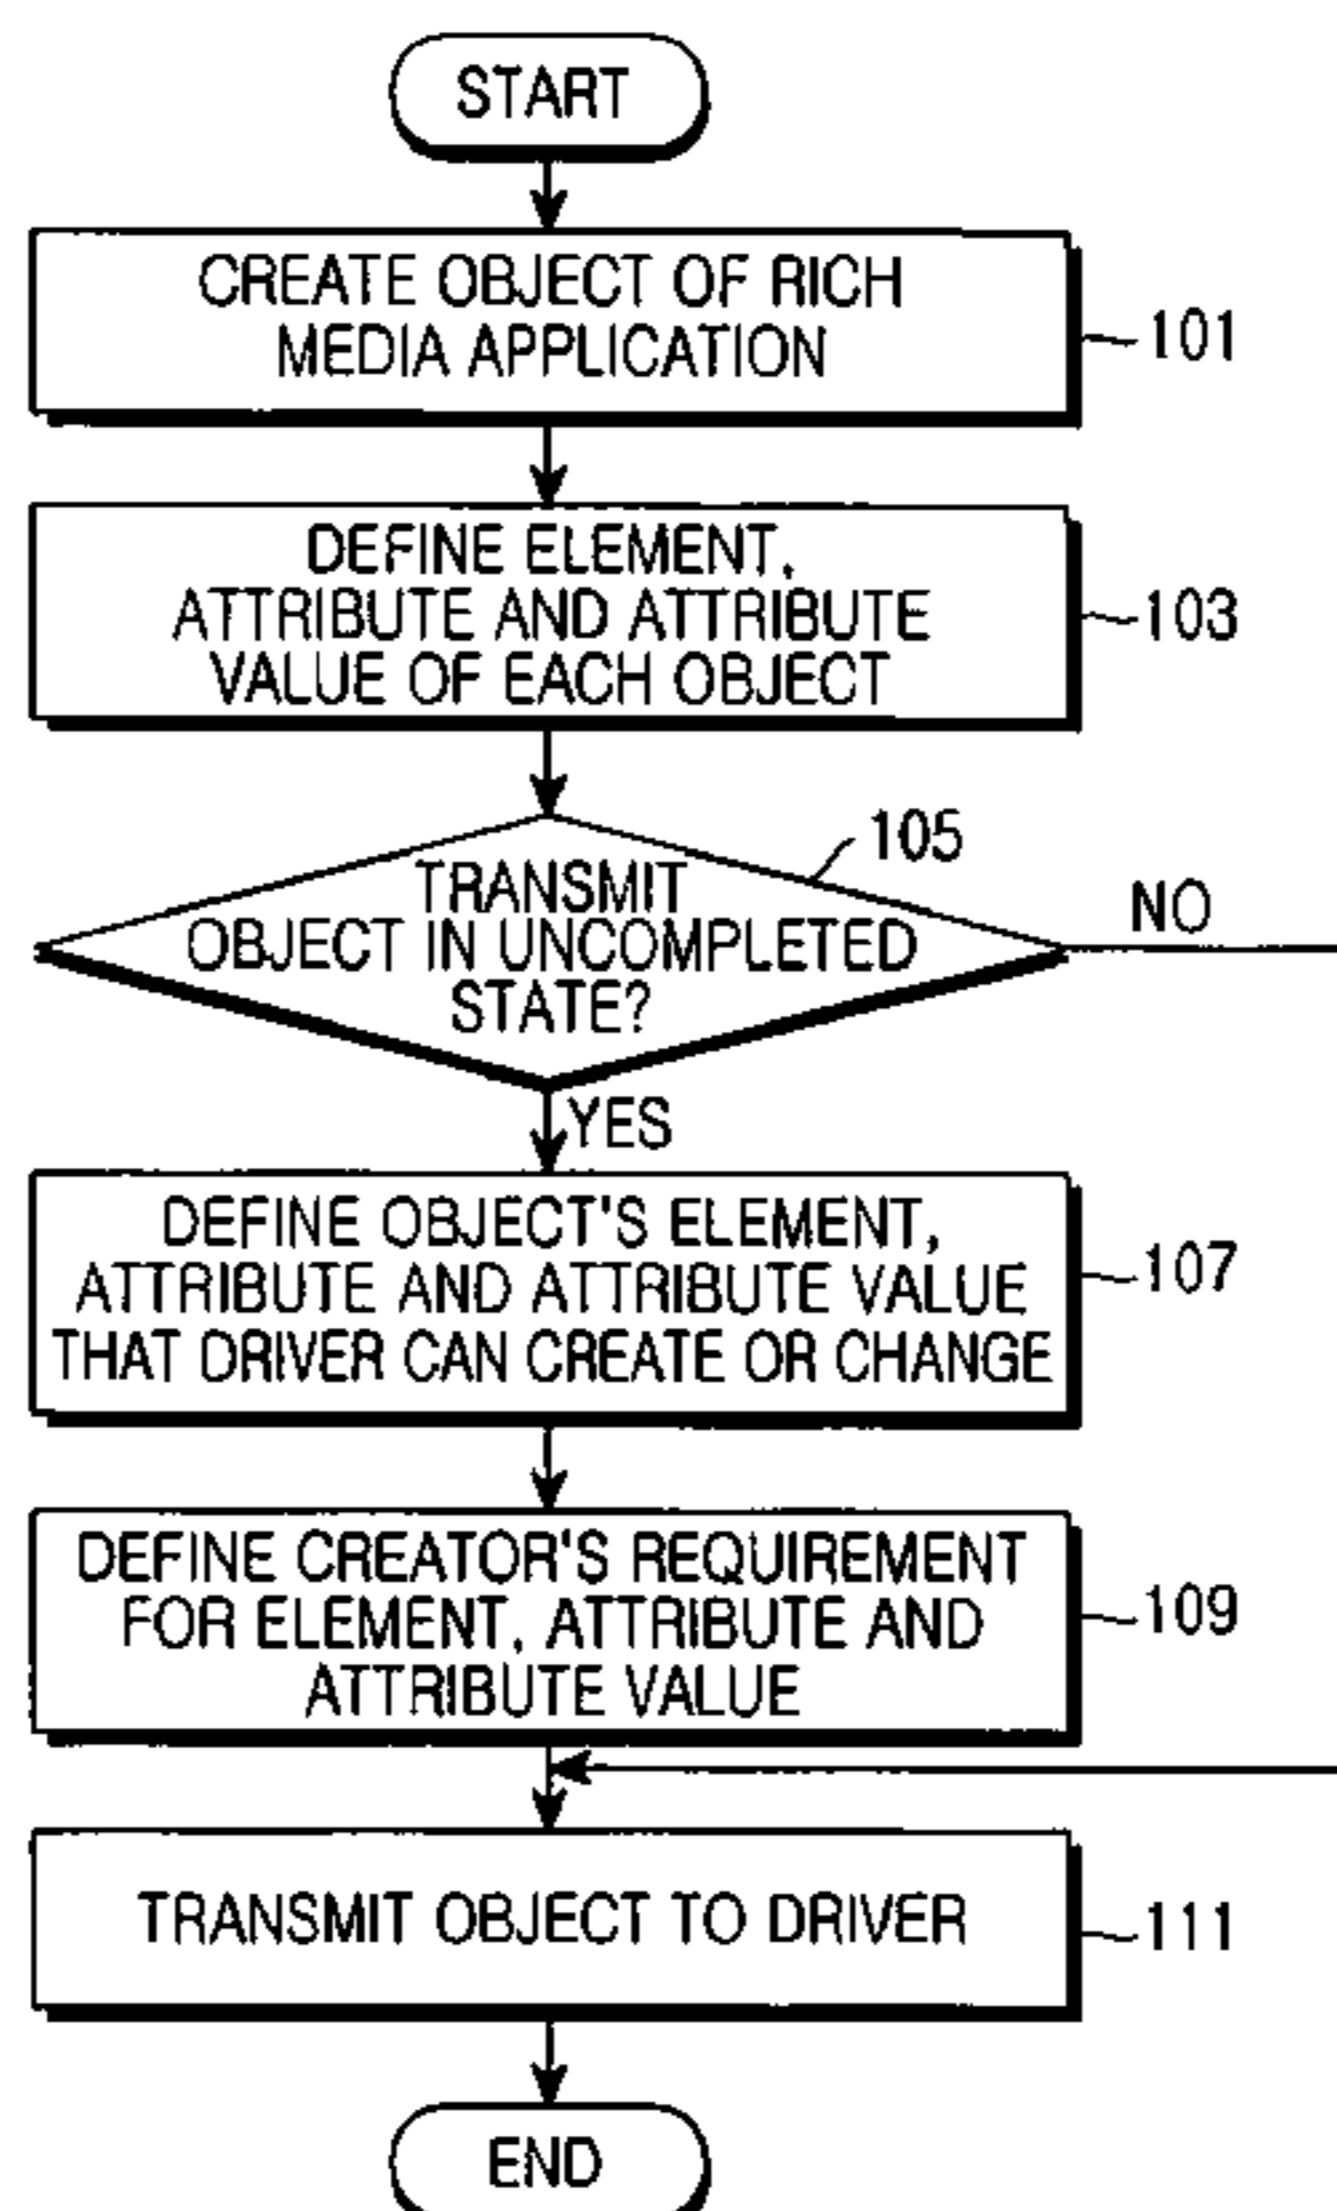 START
CREATE OBJECT OF RICH
MEDIA APPLICATION
101
DEFINE ELEMENT,
ATTRIBUTE AND ATTRIBUTE
VALUE OF EACH OBJECT
103
105
TRANSMIT
OBJECT IN UNCOMPLETED
STATE?
NO
YES
DEFINE OBJECT'S ELEMENT,
ATTRIBUTE AND ATTRIBUTE VALUE
THAT DRIVER CAN CREATE OR CHANGE
107
DEFINE CREATOR'S REQUIREMENT
FOR ELEMENT, ATTRIBUTE AND
ATTRIBUTE VALUE
109
TRANSMIT OBJECT TO DRIVER
111
END